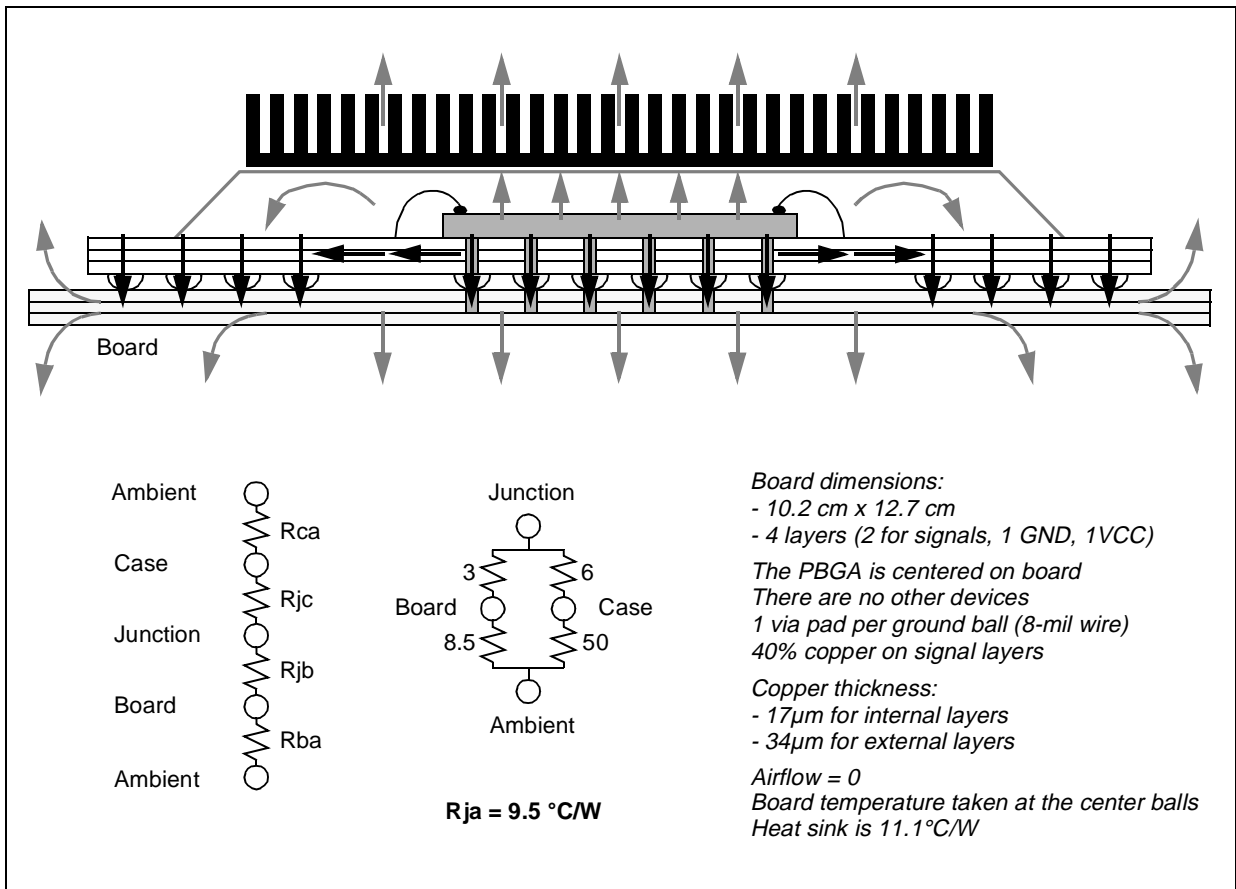 Board
Ambient
Rca
Case
Rjc
Junction
Rjb
Board
Rba
Ambient
Junction
3
6
Board
Case
8.5
50
Ambient
Rja = 9.5 °C/W
Board dimensions:
- 10.2 cm x 12.7 cm
- 4 layers (2 for signals, 1 GND, 1VCC)
The PBGA is centered on board
There are no other devices
1 via pad per ground ball (8-mil wire)
40% copper on signal layers
Copper thickness:
- 17µm for internal layers
- 34µm for external layers
Airflow = 0
Board temperature taken at the center balls
Heat sink is 11.1°C/W